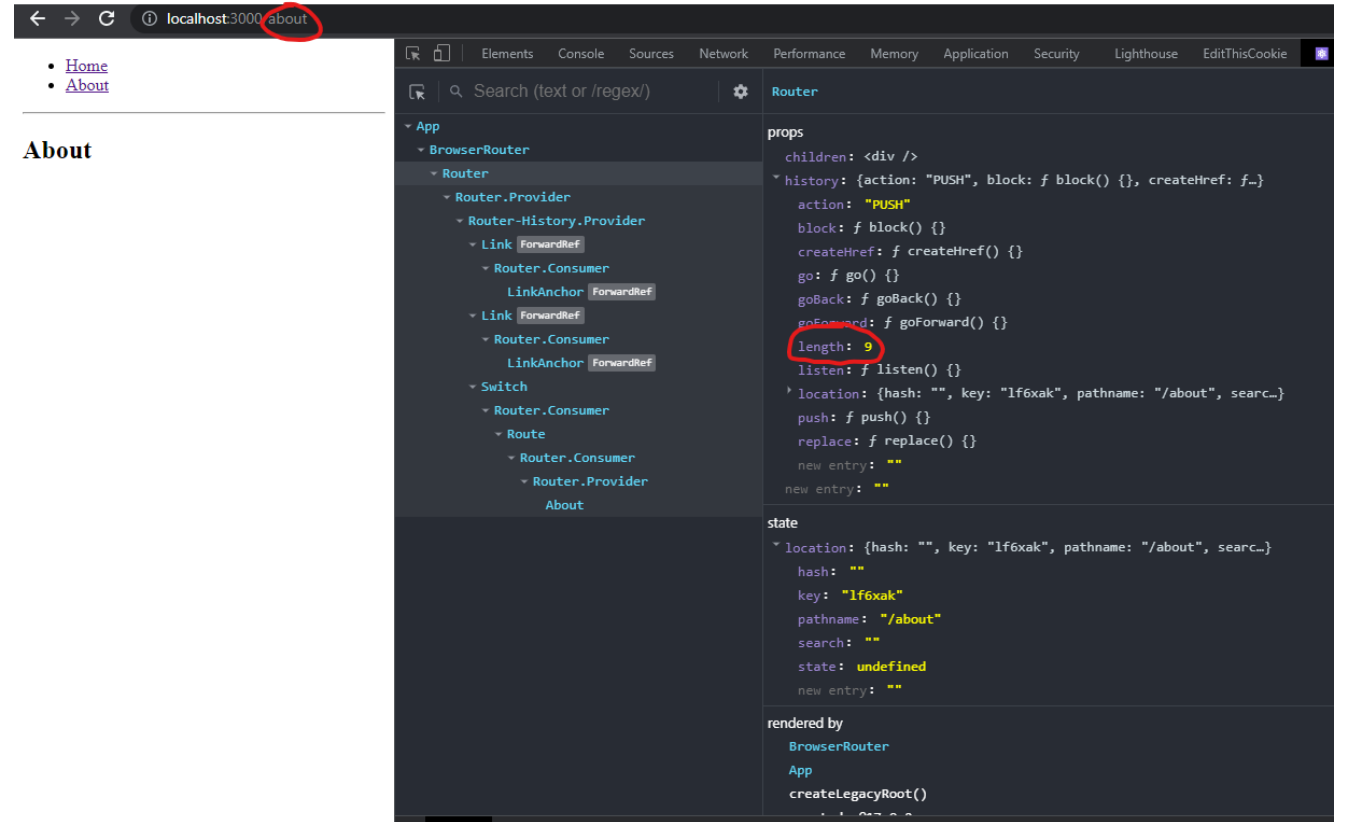 localhost:3000/about
Elements Console Sources Network Performance Memory Application Security Lighthouse EditThisCookie
Home
About
About
Search (text or /regex/)
App
BrowserRouter
Router
Router.Provider
Router-History.Provider
Link ForwardRef
Router.Consumer
LinkAnchor ForwardRef
Link ForwardRef
Router.Consumer
LinkAnchor ForwardRef
Switch
Router.Consumer
Route
Router.Consumer
Router.Provider
About
Router
props
children: <div />
history: {action: "PUSH", block: ƒ block() {}, createHref: ƒ…}
action: "PUSH"
block: ƒ block() {}
createHref: ƒ createHref() {}
go: ƒ go() {}
goBack: ƒ goBack() {}
goForward: ƒ goForward() {}
length: 9
listen: ƒ listen() {}
location: {hash: "", key: "lf6xak", pathname: "/about", searc…}
push: ƒ push() {}
replace: ƒ replace() {}
new entry: ""
new entry: ""
state
location: {hash: "", key: "lf6xak", pathname: "/about", searc…}
hash: ""
key: "lf6xak"
pathname: "/about"
search: ""
state: undefined
new entry: ""
rendered by
BrowserRouter
App
createLegacyRoot()